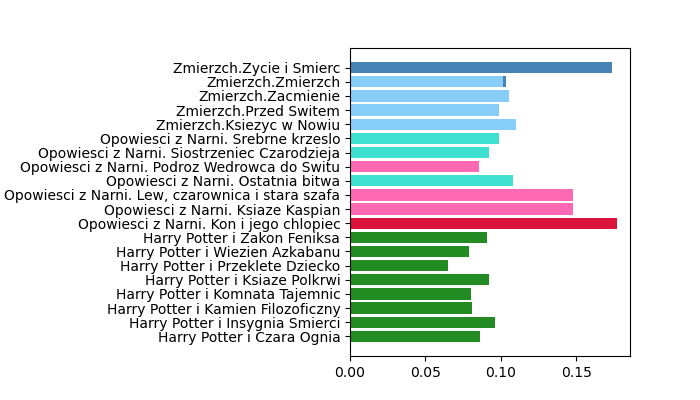 Zmierzch.Zycie i Smierc
Zmierzch.Zmierzch
Zmierzch.Zacmienie
Zmierzch.Przed Switem
Zmierzch.Ksiezyc w Nowiu
Opowiesci z Narni. Srebrne krzeslo
Opowiesci z Narni. Siostrzeniec Czarodzieja
Opowiesci z Narni. Podroz Wedrowca do Switu
Opowiesci z Narni. Ostatnia bitwa
Opowiesci z Narni. Lew, czarownica i stara szafa
Opowiesci z Narni. Ksiaze Kaspian
Opowiesci z Narni. Kon i jego chlopiec
Harry Potter i Zakon Feniksa
Harry Potter i Wiezien Azkabanu
Harry Potter i Przeklete Dziecko
Harry Potter i Ksiaze Polkrwi
Harry Potter i Komnata Tajemnic
Harry Potter i Kamien Filozoficzny
Harry Potter i Insygnia Smierci
Harry Potter i Czara Ognia
0.00 0.05 0.10 0.15